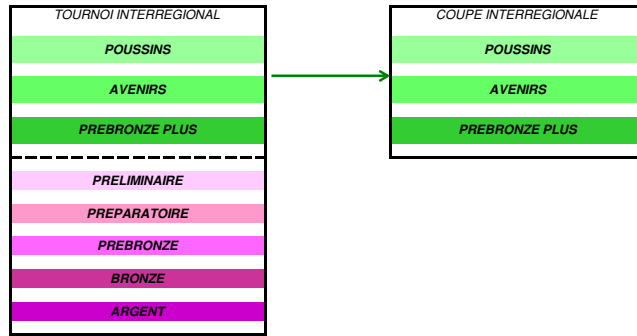 TOURNOI INTERREGIONAL
POUSSINS
AVENIRS
PREBRONZE PLUS
PRELIMINAIRE
PREPARATOIRE
PREBRONZE
BRONZE
ARGENT
COUPE INTERREGIONALE
POUSSINS
AVENIRS
PREBRONZE PLUS